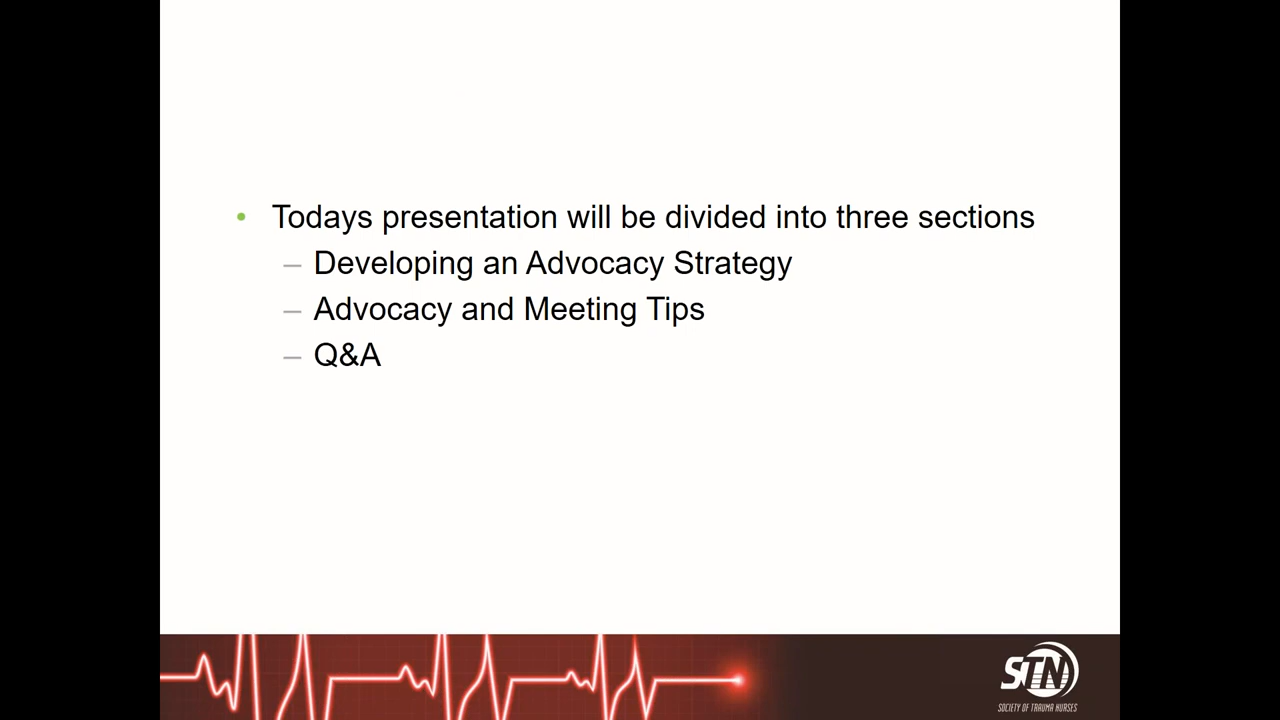 Todays presentation will be divided into three sections
– Developing an Advocacy Strategy
– Advocacy and Meeting Tips
– Q&A
STN
SOCIETY OF TRAUMA NURSES